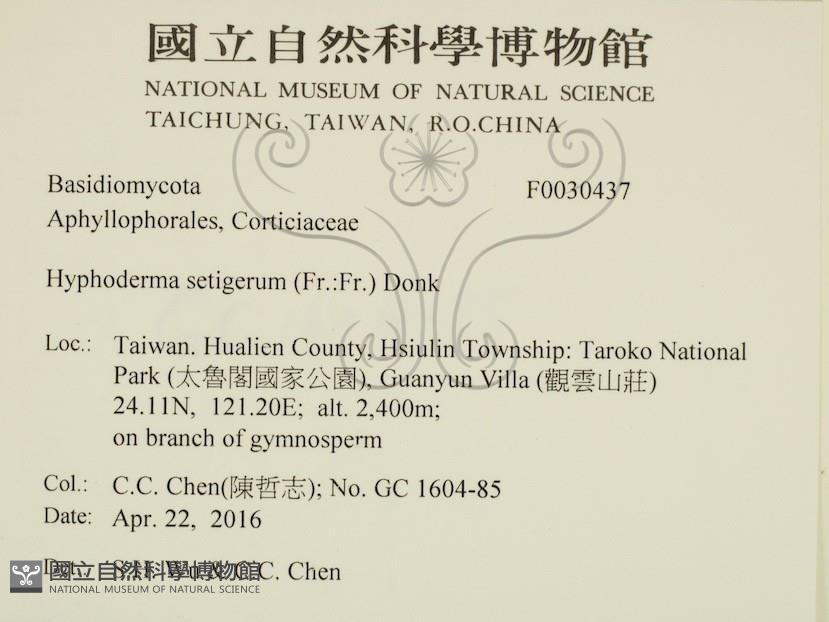 國立自然科學博物館
NATIONAL MUSEUM OF NATURAL SCIENCE
TAICHUNG, TAIWAN, R.O.CHINA
Basidiomycota F0030437
Aphyllophorales, Corticiaceae
Hyphoderma setigerum (Fr.:Fr.) Donk
Loc.: Taiwan. Hualien County, Hsiulin Township: Taroko National
Park (太魯閣國家公園), Guanyun Villa (觀雲山莊)
24.11N, 121.20E; alt. 2,400m;
on branch of gymnosperm
Col.: C.C. Chen(陳哲志); No. GC 1604-85
Date: Apr. 22, 2016
C. Chen
國立自然科學博物館
NATIONAL MUSEUM OF NATURAL SCIENCE